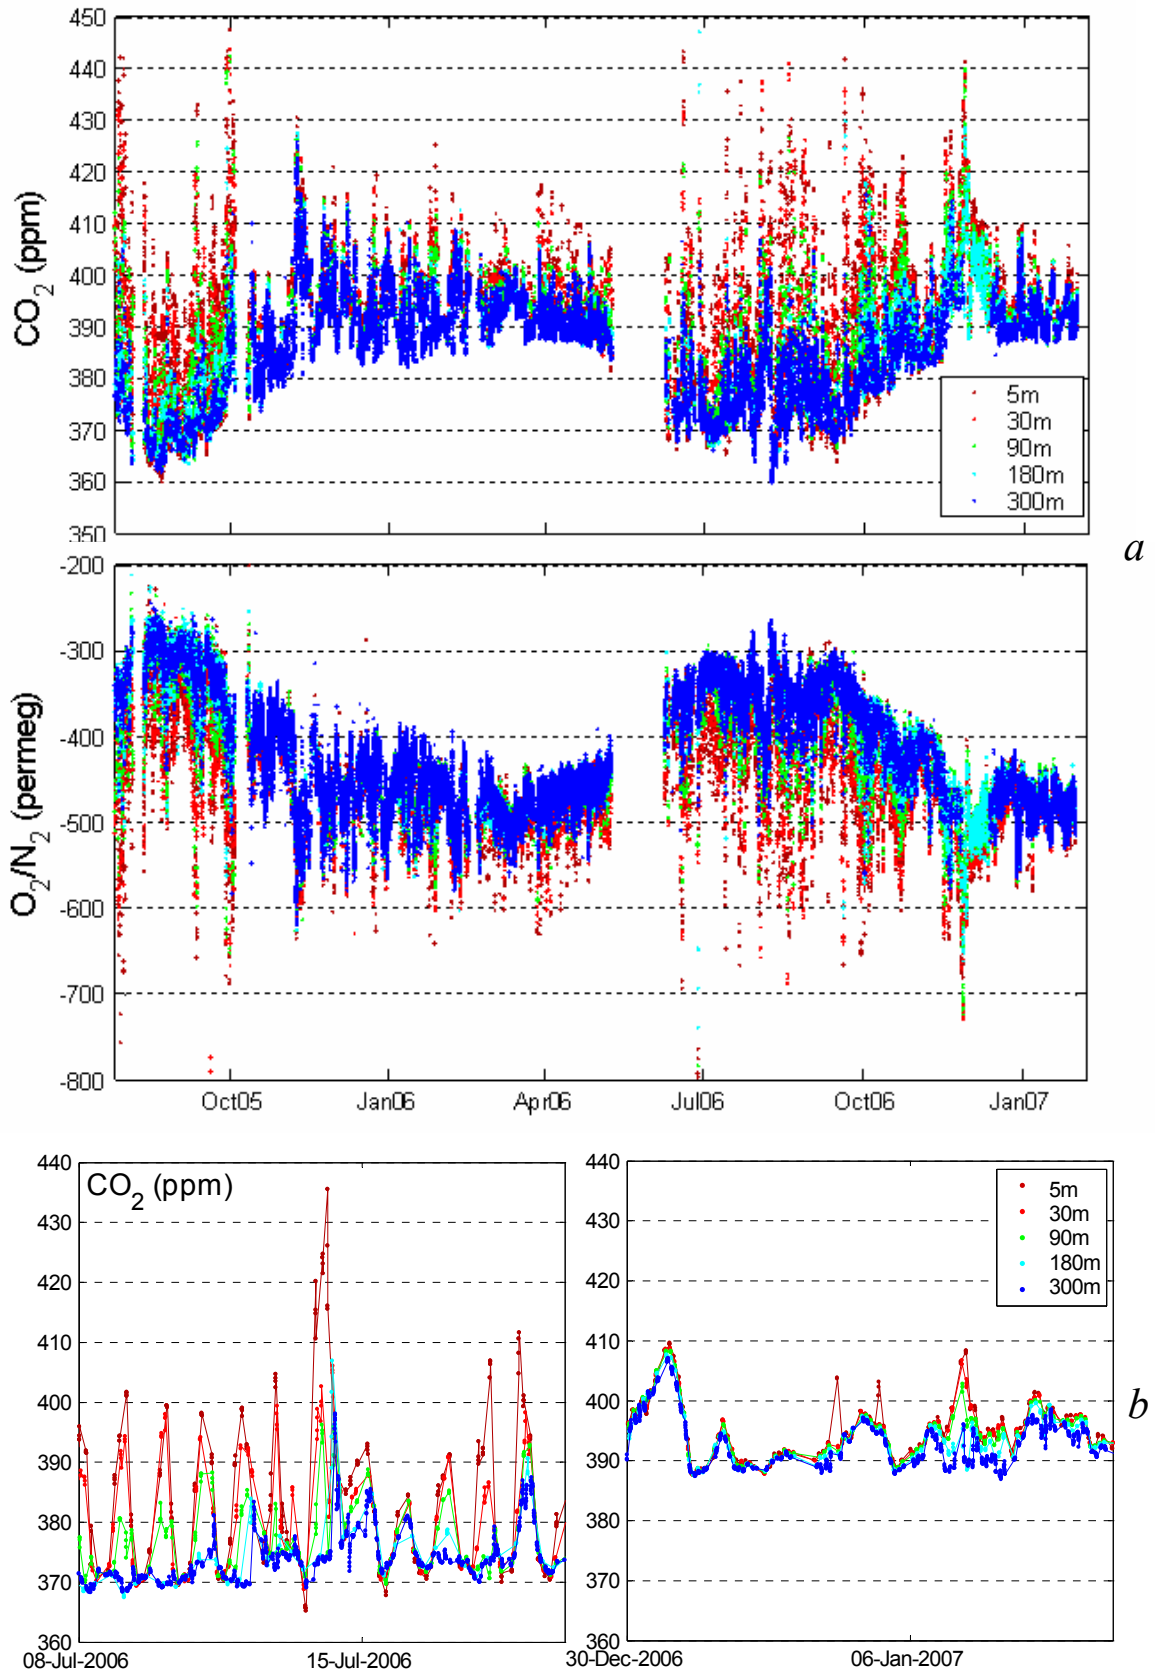 450
440
430
420
410
400
390
380
370
360
350
CO2 (ppm)
5m
30m
90m
180m
300m
a
-200
-300
-400
-500
-600
-700
-800
O2/N2 (permeg)
Oct05 Jan06 Apr06 Jul06 Oct06 Jan07
440
430
420
410
400
390
380
370
360
CO2 (ppm)
08-Jul-2006 15-Jul-2006
440
430
420
410
400
390
380
370
360
5m
30m
90m
180m
300m
b
30-Dec-2006 06-Jan-2007